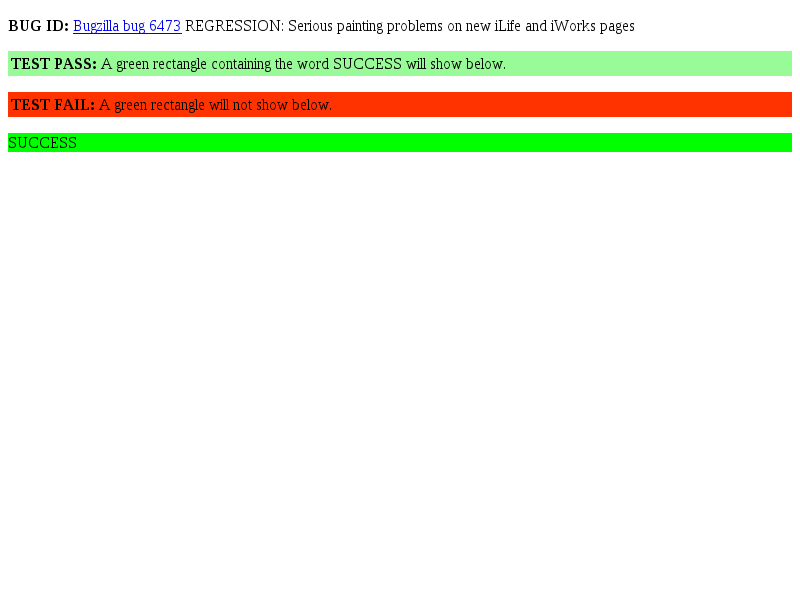 BUG ID: Bugzilla bug 6473 REGRESSION: Serious painting problems on new iLife and iWorks pages
TEST PASS: A green rectangle containing the word SUCCESS will show below.
TEST FAIL: A green rectangle will not show below.
SUCCESS